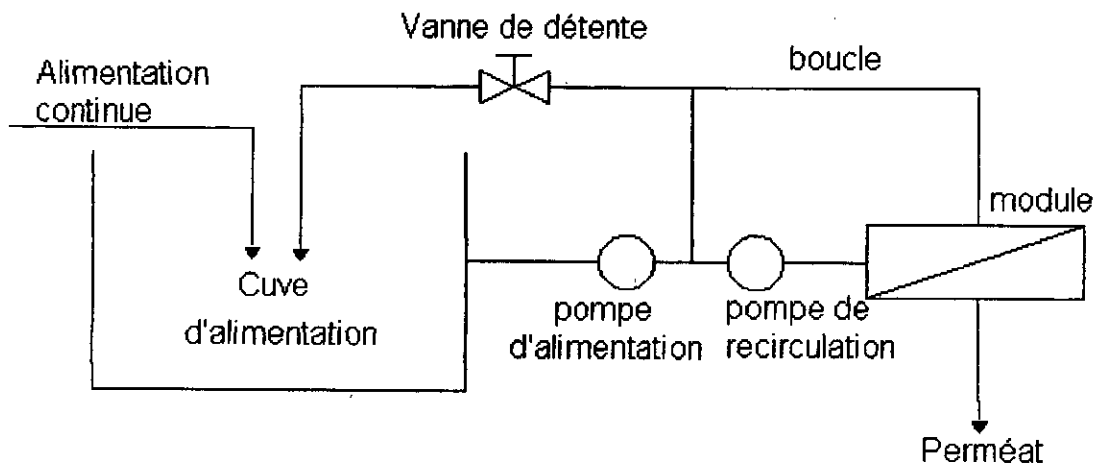 Vanne de détente
Alimentation
continue
boucle
module
Cuve
d'alimentation
pompe
d'alimentation
pompe de
recirculation
Perméat